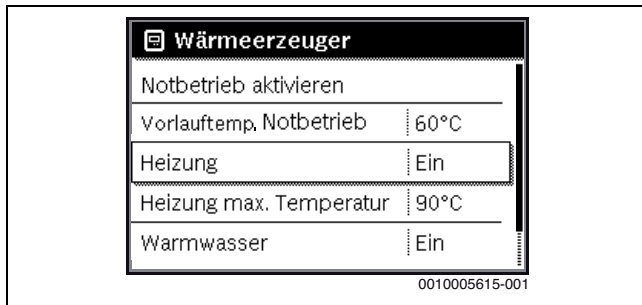 Wärmeerzeuger
Notbetrieb aktivieren
Vorlauftemp. Notbetrieb 60°C
Heizung Ein
Heizung max. Temperatur 90°C
Warmwasser Ein
0010005615-001